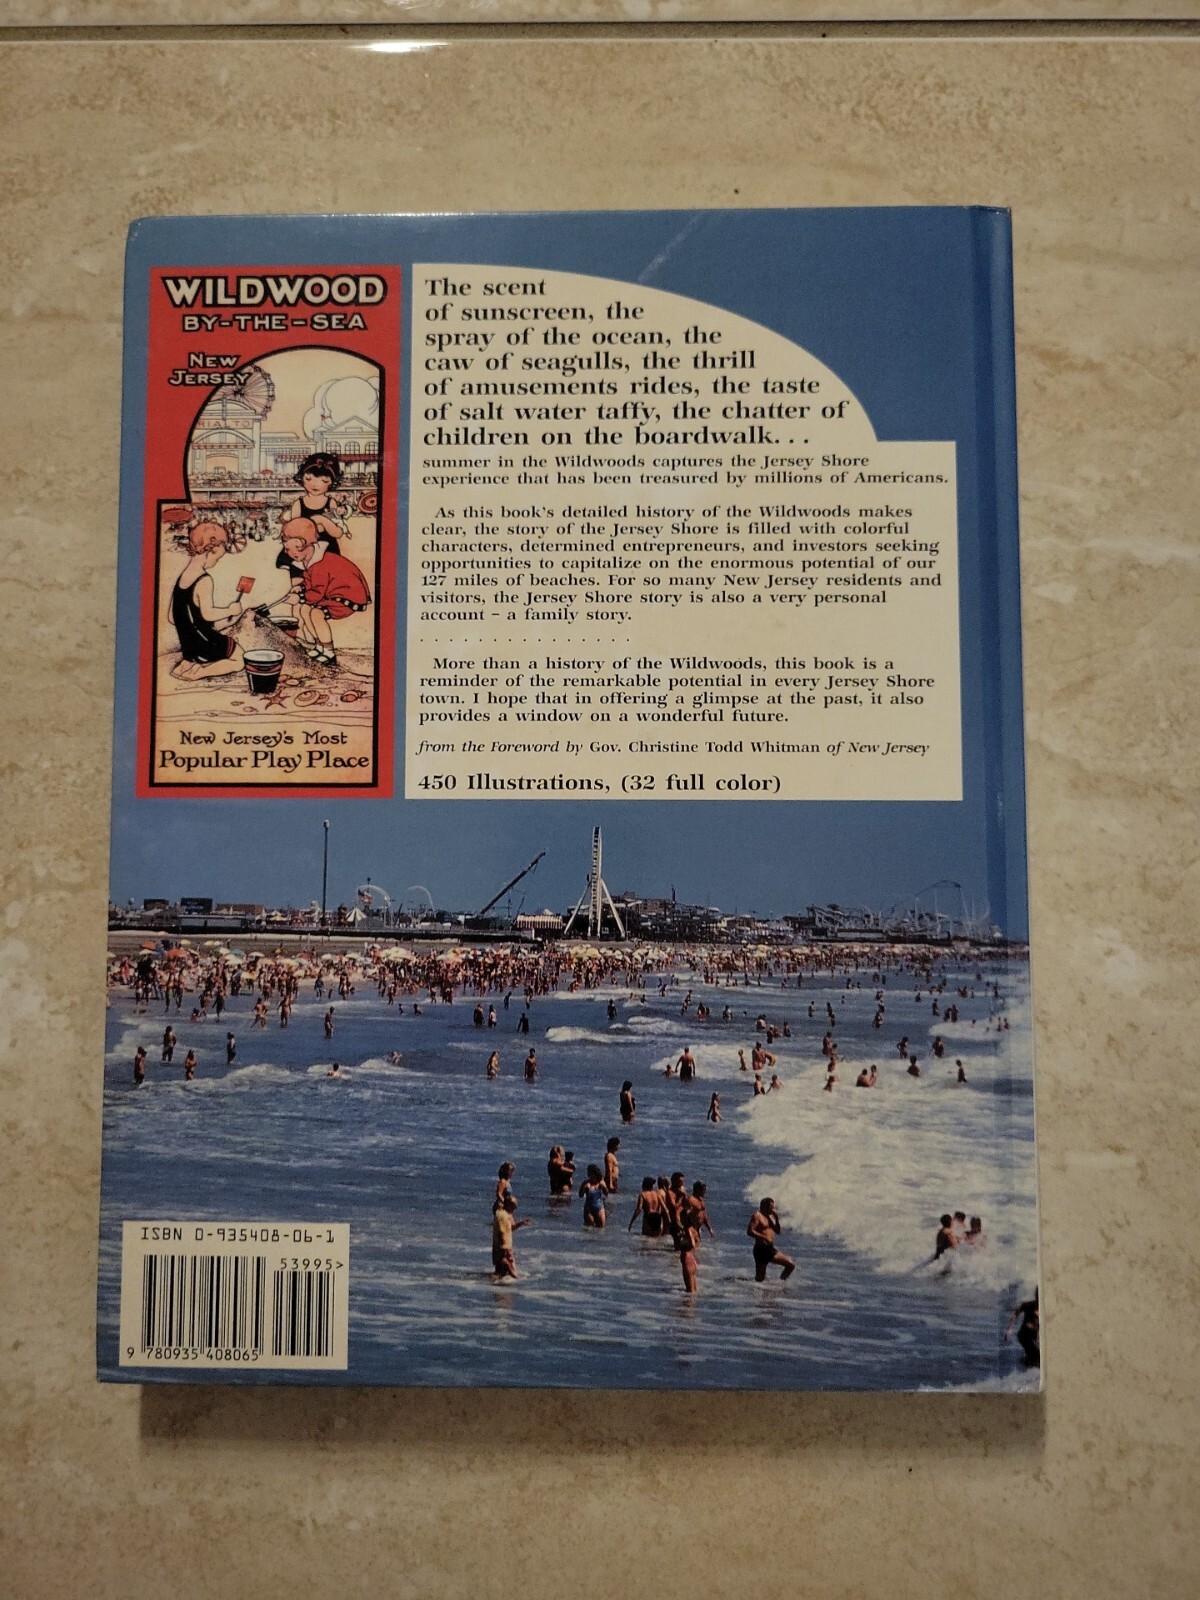 WILDWOOD
BY-THE-SEA
NEW
JERSEY
RIALTO
New Jersey's Most
Popular Play Place
The scent
of sunscreen, the
spray of the ocean, the
caw of seagulls, the thrill
of amusements rides, the taste
of salt water taffy, the chatter of
children on the boardwalk. . .
summer in the Wildwoods captures the Jersey Shore
experience that has been treasured by millions of Americans.
As this book's detailed history of the Wildwoods makes
clear, the story of the Jersey Shore is filled with colorful
characters, determined entrepreneurs, and investors seeking
opportunities to capitalize on the enormous potential of our
127 miles of beaches. For so many New Jersey residents and
visitors, the Jersey Shore story is also a very personal
account – a family story.
. . . . . . . . . . . . . . .
More than a history of the Wildwoods, this book is a
reminder of the remarkable potential in every Jersey Shore
town. I hope that in offering a glimpse at the past, it also
provides a window on a wonderful future.
from the Foreword by Gov. Christine Todd Whitman of New Jersey
450 Illustrations, (32 full color)
ISBN 0-935408-06-1
53995>
9 780935 408065